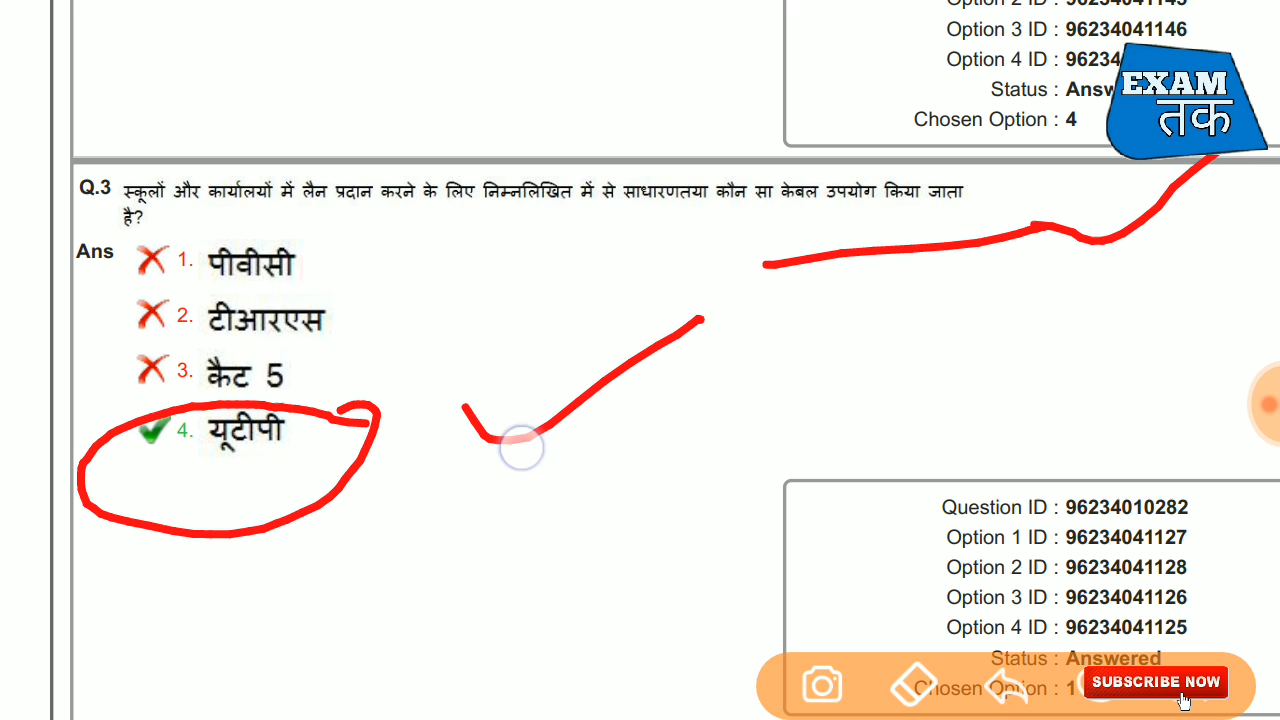 Option 2 ID : 96234041145
Option 3 ID : 96234041146
Option 4 ID : 96234
Status : Answ
Chosen Option : 4
EXAM
तक
Q.3 स्कूलों और कार्यालयों में लैन प्रदान करने के लिए निम्नलिखित में से साधारणतया कौन सा केबल उपयोग किया जाता
है?
Ans 1. पीवीसी
2. टीआरएस
3. कैट 5
4. यूटीपी
Question ID : 96234010282
Option 1 ID : 96234041127
Option 2 ID : 96234041128
Option 3 ID : 96234041126
Option 4 ID : 96234041125
Status : Answered
Chosen Option : 1
SUBSCRIBE NOW